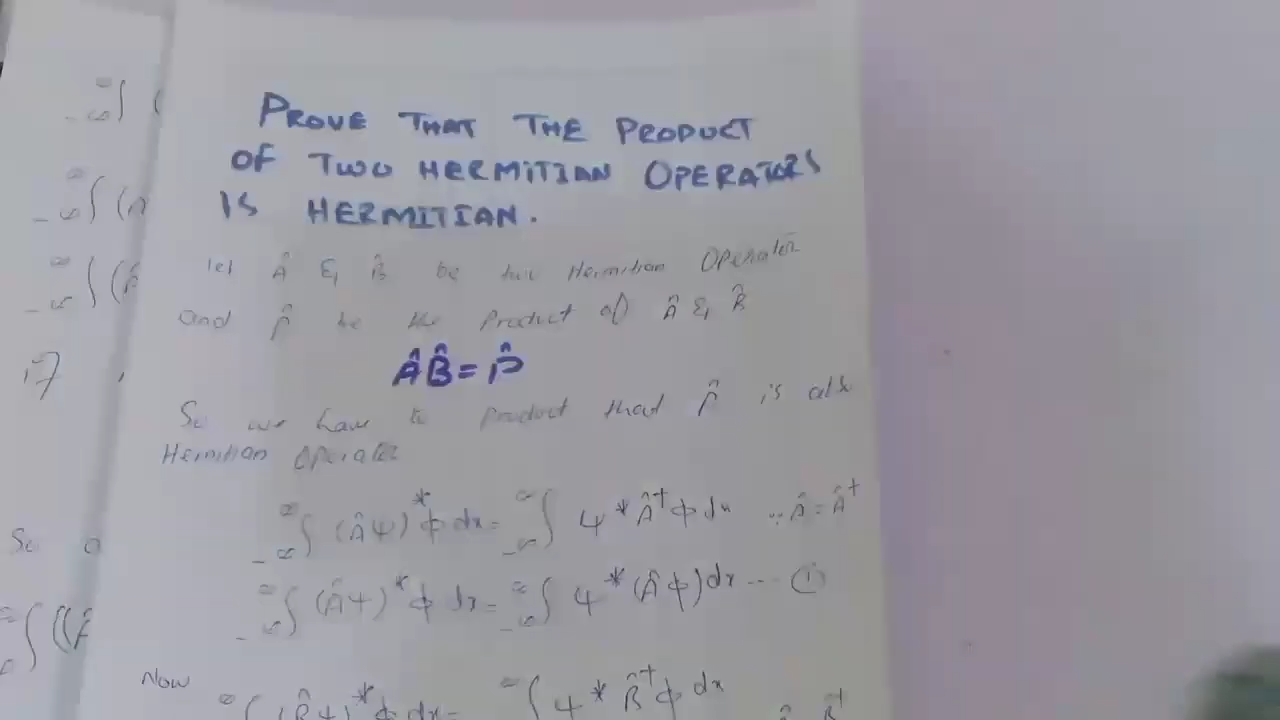 PROVE THAT THE PRODUCT
OF TWO HERMITIAN OPERATORS
IS HERMITIAN.
let Â & B̂ be two Hermitian Operator
and P̂ be the Product of Â & B̂
ÂB̂ = P̂
So we have to product that P̂ is also
Hermitian Operator
∞∫-∞ (Âψ)*ϕ dx = ∞∫-∞ ψ*Â†ϕ dx ∵ Â = Â†
∞∫-∞ (Âψ)*ϕ dx = ∞∫-∞ ψ*(Âϕ)dx --- ①
Now
∞∫ (B̂ψ)*ϕ dx = ∞∫ ψ*B̂†ϕ dx B̂†